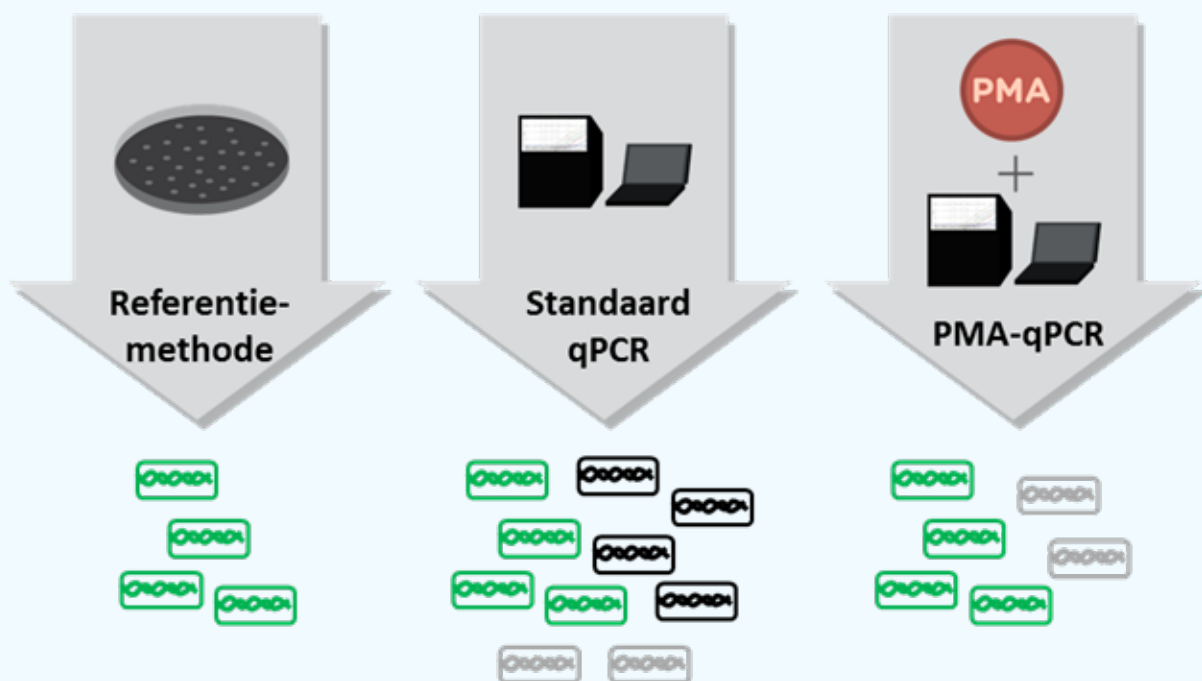 Referentie-
methode
Standaard
qPCR
PMA
+
PMA-qPCR